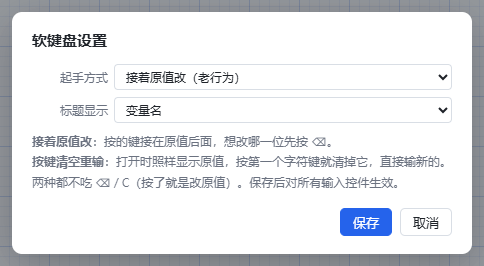 软键盘设置
起手方式 接着原值改（老行为）
标题显示 变量名
接着原值改：按的键接在原值后面，想改哪一位先按 ⌫。
按键清空重输：打开时照样显示原值，按第一个字符键就清掉它，直接输新的。
两种都不吃 ⌫ / C（按了就是改原值）。保存后对所有输入控件生效。
保存 取消